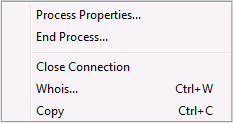 Process Properties...
End Process...
Close Connection
Whois... Ctrl+W
Copy Ctrl+C